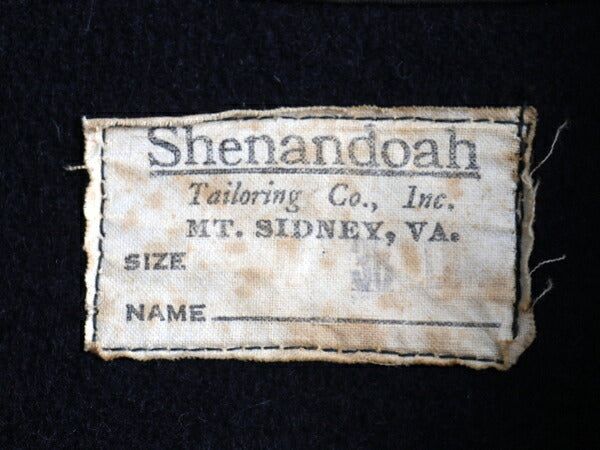 Shenandoah
Tailoring Co., Inc.
MT. SIDNEY, VA.
SIZE
NAME